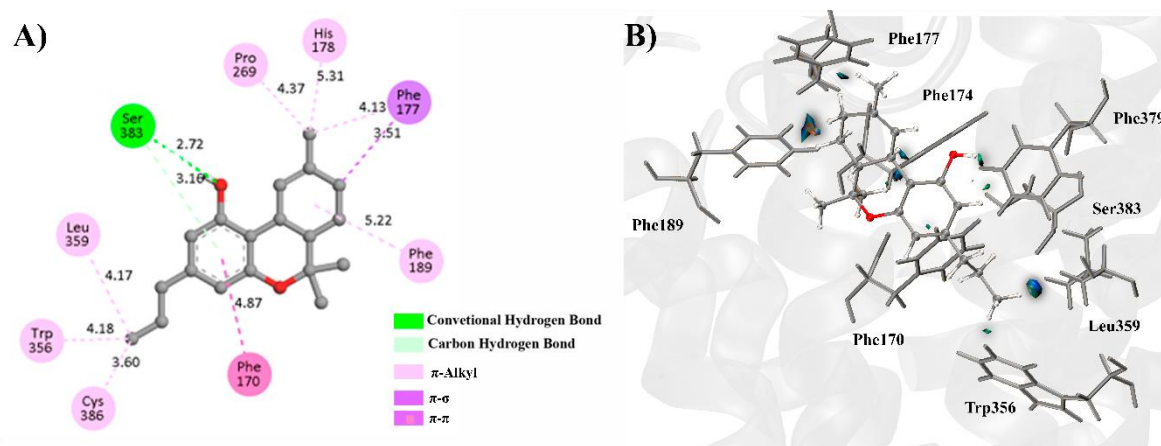 A)
His
178
Pro
269
5.31
4.37
4.13
Phe
177
3.51
Ser
383
2.72
3.16
5.22
Phe
189
Leu
359
4.17
4.87
Trp
356
4.18
3.60
Phe
170
Cys
386
Convetional Hydrogen Bond
Carbon Hydrogen Bond
π-Alkyl
π-σ
π-π
B)
Phe177
Phe174
Phe379
Phe189
Ser383
Phe170
Leu359
Trp356